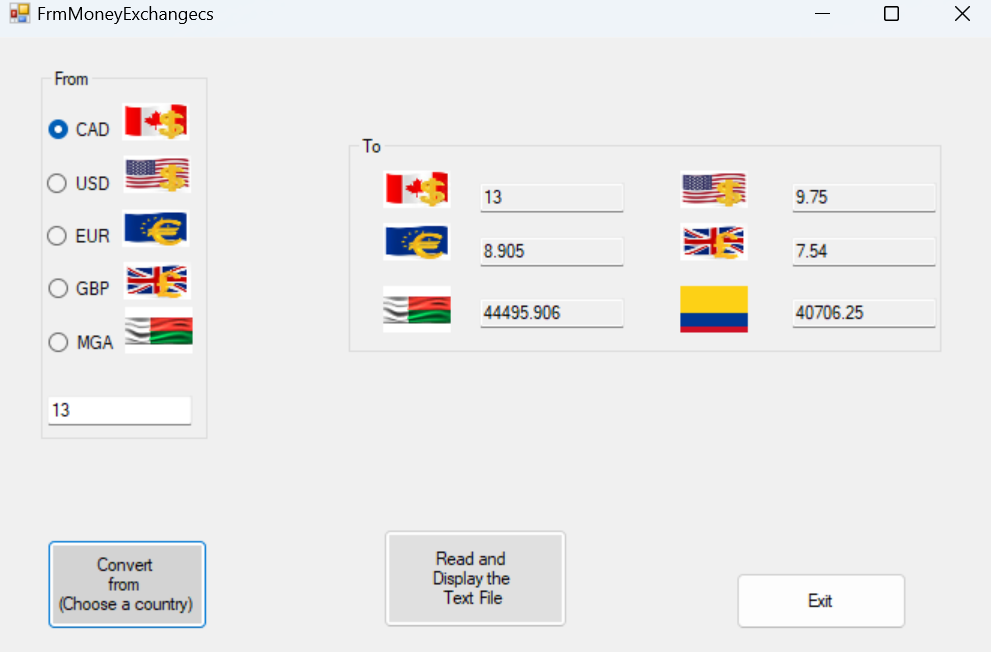 FrmMoneyExchangecs
From
CAD
USD
EUR
GBP
MGA
13
To
13
9.75
8.905
7.54
44495.906
40706.25
Convert
from
(Choose a country)
Read and
Display the
Text File
Exit